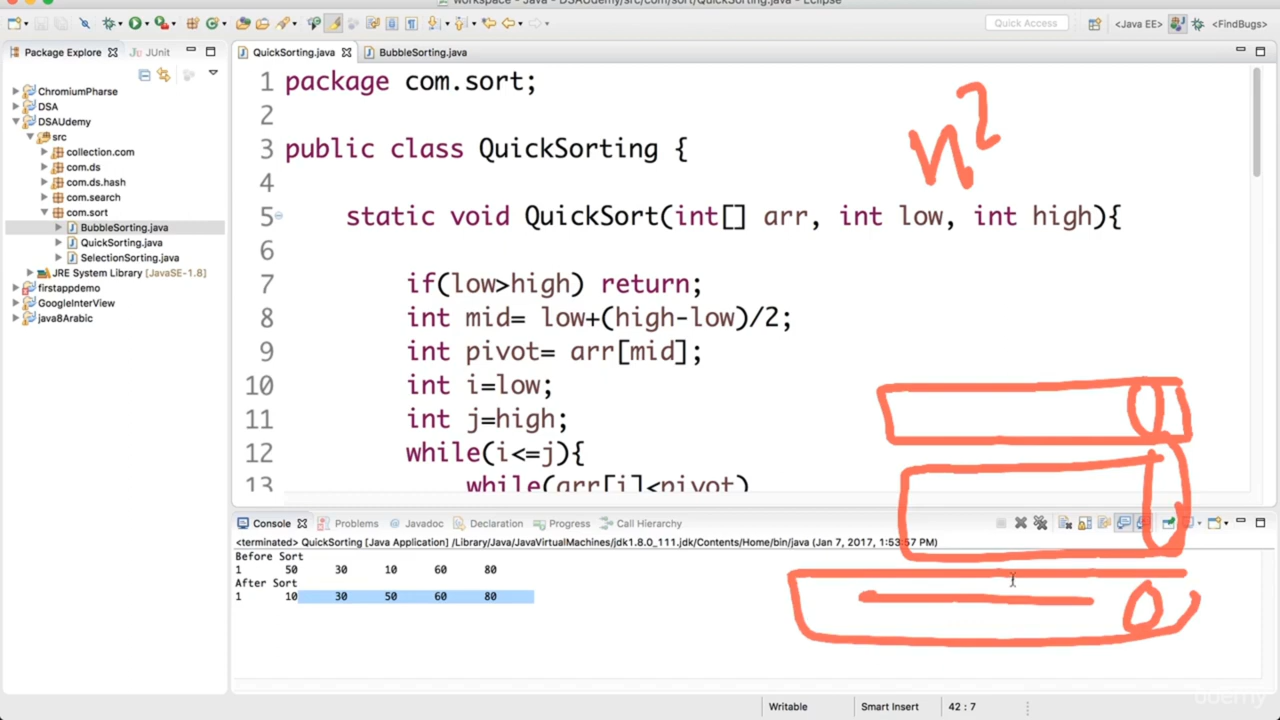 workspace - Java - DSAUdemy/src/com/sort/QuickSorting.java - Eclipse
Quick Access
<Java EE>
<FindBugs>
Package Explorer
JUnit
QuickSorting.java
BubbleSorting.java
ChromiumPharse
DSA
DSAUdemy
src
collection.com
com.ds
com.ds.hash
com.search
com.sort
BubbleSorting.java
QuickSorting.java
SelectionSorting.java
JRE System Library [JavaSE-1.8]
firstappdemo
GoogleInterView
java8Arabic
1 package com.sort;
2
3 public class QuickSorting {
4
5 static void QuickSort(int[] arr, int low, int high){
6
7 if(low>high) return;
8 int mid= low+(high-low)/2;
9 int pivot= arr[mid];
10 int i=low;
11 int j=high;
12 while(i<=j){
13 while(arr[i]<pivot)
n²
Console
Problems
Javadoc
Declaration
Progress
Call Hierarchy
<terminated> QuickSorting [Java Application] /Library/Java/JavaVirtualMachines/jdk1.8.0_111.jdk/Contents/Home/bin/java (Jan 7, 2017, 1:53:57 PM)
Before Sort
1 50 30 10 60 80
After Sort
1 10 30 50 60 80
Writable
Smart Insert
42 : 7
udemy